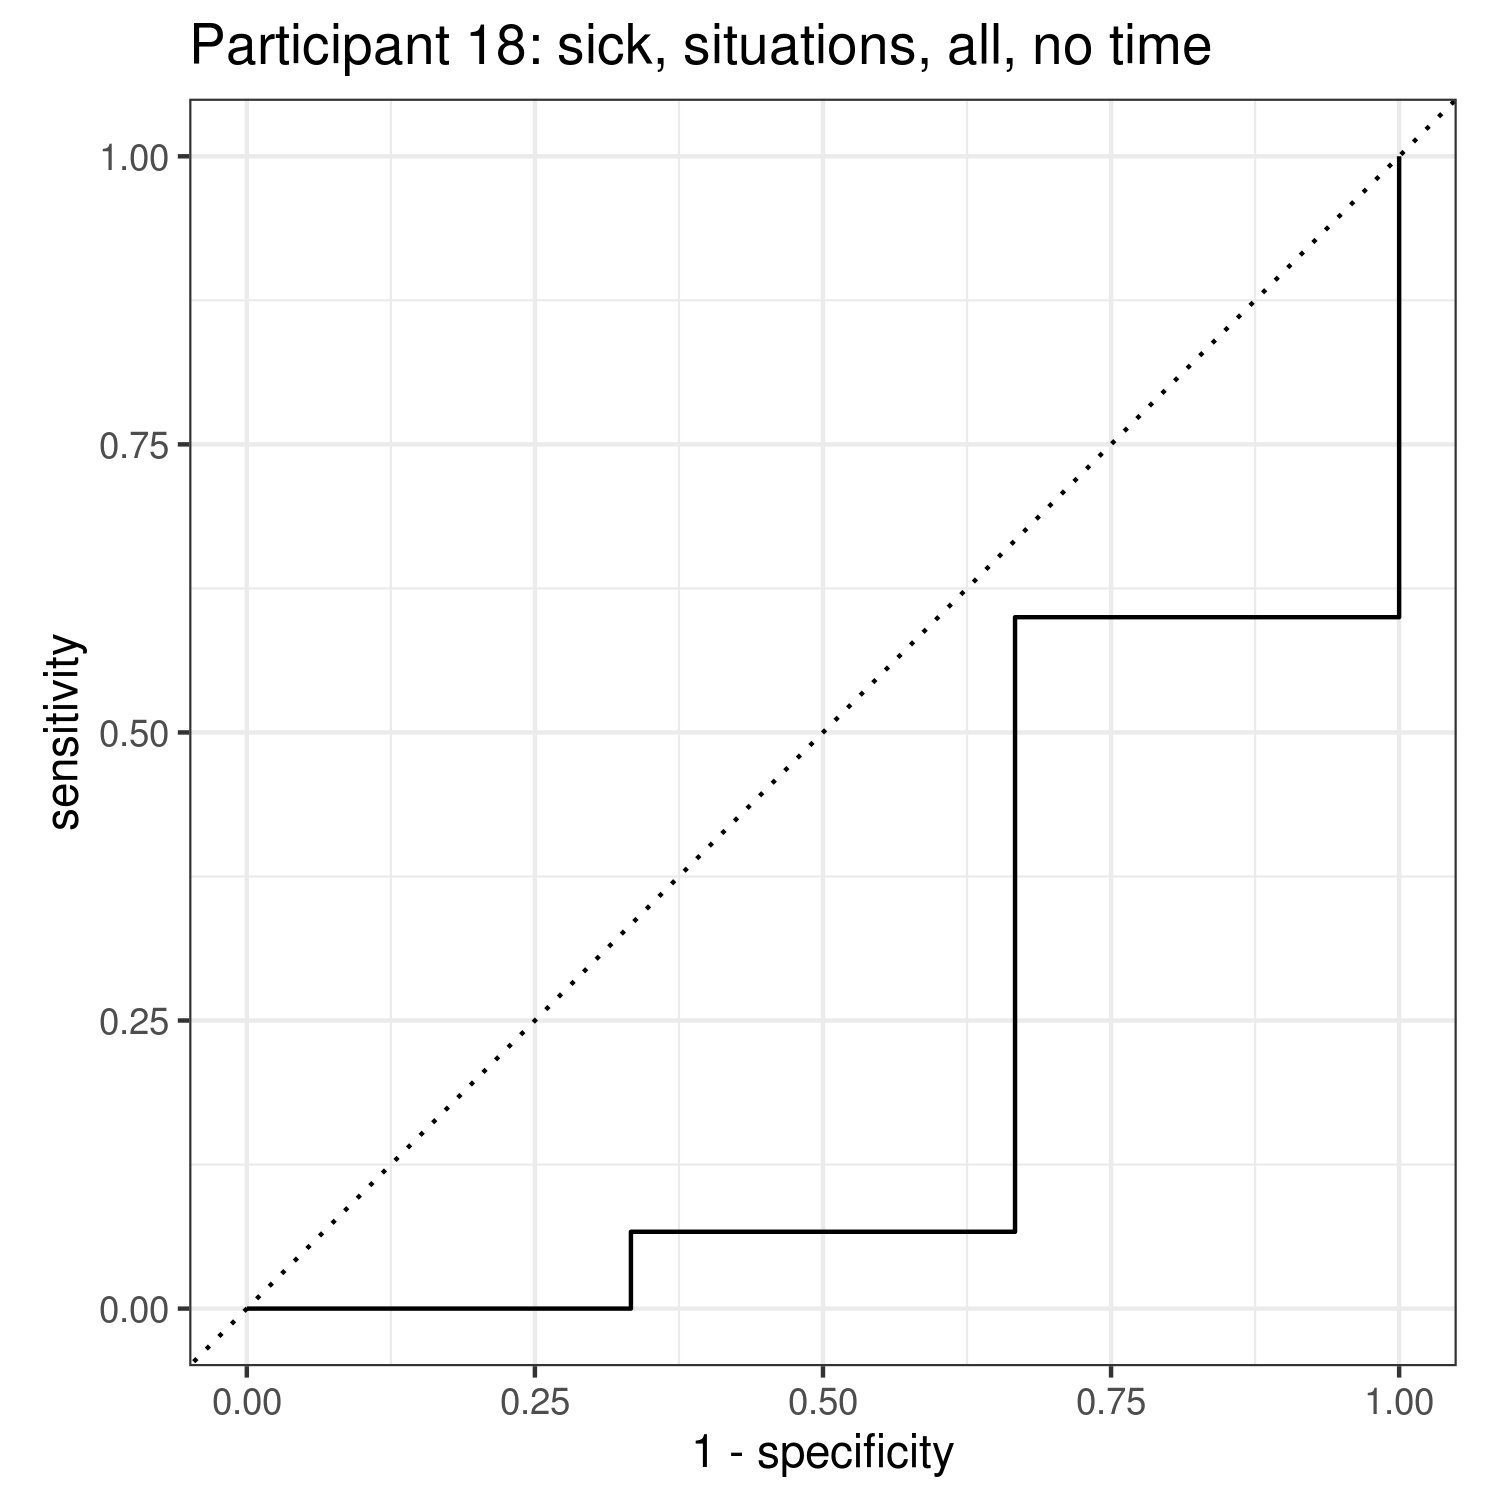 Participant 18: sick, situations, all, no time
1.00
0.75
0.50
0.25
0.00
sensitivity
0.00 0.25 0.50 0.75 1.00
1 - specificity